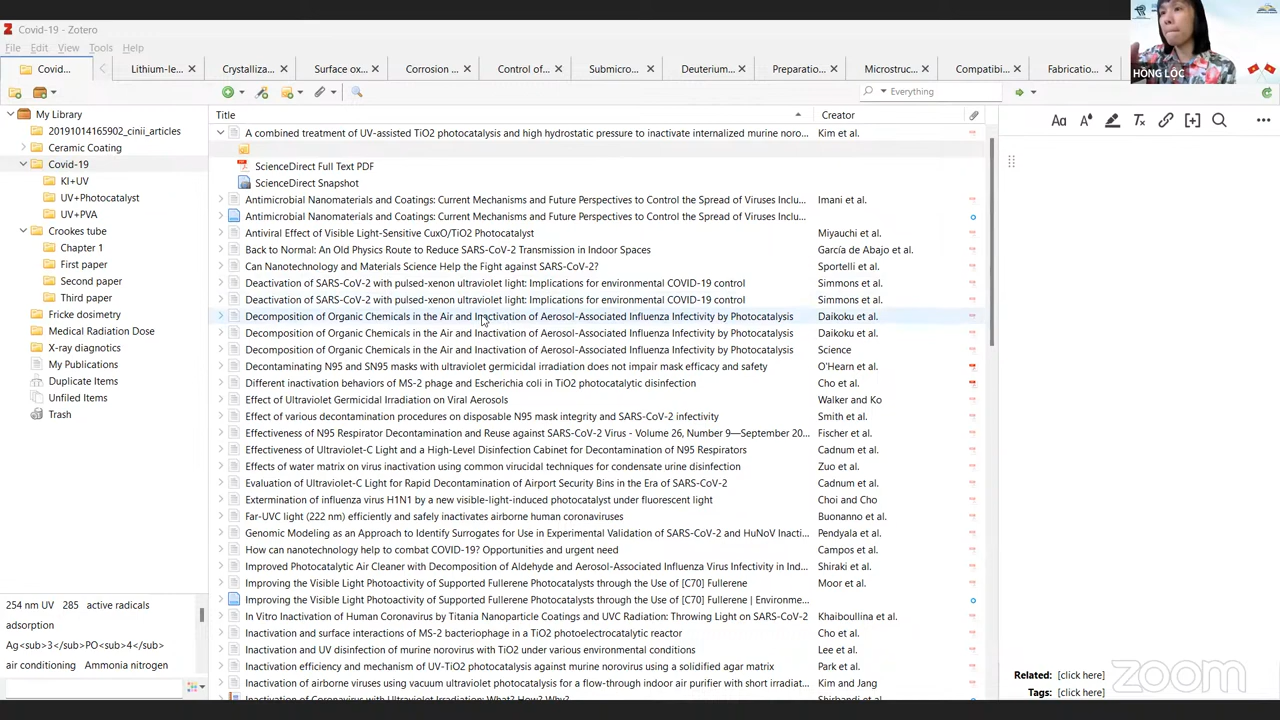 Covid-19 - Zotero
File Edit View Tools Help
Covid...
Lithium-le...
Crystalliza...
Surface ox...
Corrosion ...
Control of...
Submicro...
Deuterium...
Preparatio...
Microstruc...
Compatibi...
Fabricatio...
HỒNG LỘC
Everything
My Library
20191014165902_cinii_articles
Ceramic Coating
Covid-19
KI+UV
UV+Photocatalyst
UV+PVA
Crookes tube
Chapter 1
First paper
Second paper
Third paper
Fricke dosimetry
Medical Radiation Dose
X-ray diagnostics
My Publications
Duplicate Items
Unfiled Items
Trash
254 nm UV 285 active radicals
adsorption
Ag<sub>3</sub>PO<sub>4</sub>
air conditioning Ammonia nitrogen
Title Creator
A combined treatment of UV-assisted TiO2 photocatalysis and high hydrostatic pressure to inactivate internalized murine noro... Kim et al.
ScienceDirect Full Text PDF
ScienceDirect Snapshot
Antimicrobial Nanomaterials and Coatings: Current Mechanisms and Future Perspectives to Control the Spread of Viruses Inclu... Imani et al.
Antimicrobial Nanomaterials and Coatings: Current Mechanisms and Future Perspectives to Control the Spread of Viruses Inclu...
Antiviral Effect of Visible Light-Sensitive CuxO/TiO2 Photocatalyst Miyauchi et al.
Back to Normal: An Old Physics Route to Reduce SARS-CoV-2 Transmission in Indoor Spaces García de Abajo et al.
Can Nanotechnology and Materials Science Help the Fight against SARS-CoV-2? Sportelli et al.
Deactivation of SARS-CoV-2 with pulsed-xenon ultraviolet light: Implications for environmental COVID-19 control Simmons et al.
Deactivation of SARS-CoV-2 with pulsed-xenon ultraviolet light: Implications for environmental COVID-19 control Simmons et al.
Decomposition of Organic Chemicals in the Air and Inactivation of Aerosol-Associated Influenza Infectivity by Photocatalysis Daikoku et al.
Decomposition of Organic Chemicals in the Air and Inactivation of Aerosol-Associated Influenza Infectivity by Photocatalysis Daikoku et al.
Decomposition of Organic Chemicals in the Air and Inactivation of Aerosol-Associated Influenza Infectivity by Photocatalysis Science
Decontaminating N95 and SN95 masks with ultraviolet germicidal irradiation does not impair mask efficacy and safety O'Hearn et al.
Different inactivation behaviors of MS-2 phage and Escherichia coli in TiO2 photocatalytic disinfection Cho et al.
Effect of Ultraviolet Germicidal Irradiation on Viral Aerosols Walker and Ko
Effect of various decontamination procedures on disposable N95 mask integrity and SARS-CoV-2 infectivity Smith et al.
Effectiveness of N95 Respirator Decontamination and Reuse against SARS-CoV-2 Virus - Volume 26, Number 9—September 20... Fischer et al.
Effectiveness of Ultraviolet-C Light and a High-Level Disinfection Cabinet for Decontamination of N95 Respirators Cadnum et al.
Effects of watermatrix on virus inactivation using common virucidal techniques for condensate urine disinfection Zuo et al.
Evaluation of Ultraviolet-C Light for Rapid Decontamination of Airport Security Bins in the Era of SARS-CoV-2 Cadnum et al.
Extermination of influenza virus H1N1 by a new visible-light-induced photocatalyst under fluorescent light Choi and Cho
Far-UVC light (222 nm) efficiently and safely inactivates airborne human coronaviruses Buonanno et al.
Genomic Modeling as an Approach to Identify Surrogates for Use in Experimental Validation of SARS-CoV-2 and HuNoV Inacti... Pendyala et al.
How can nanotechnology help to combat COVID-19? Opportunities and urgent need Campos et al.
Improved Photocatalytic Air Cleaner with Decomposition of Aldehyde and Aerosol-Associated Influenza Virus Infectivity in Ind... Shiraki et al.
Improving the Visible Light Photoactivity of Supported Fullerene Photocatalysts through the Use of [C70] Fullerene Moor et al.
Improving the Visible Light Photoactivity of Supported Fullerene Photocatalysts through the Use of [C70] Fullerene | Environme...
In Vitro Inactivation of Human Coronavirus by Titania Nanoparticle Coatings and UVC Radiation: Throwing Light on SARS-CoV-2 Khaiboullina et al.
Inactivation and surface interactions of MS-2 bacteriophage in a TiO2 photoelectrocatalytic reactor Cho et al.
Inactivation and UV disinfection of murine norovirus with TiO2 under various environmental conditions Lee et al.
Inactivation efficiency and mechanism of UV-TiO2 photocatalysis against murine norovirus using a solidified agar matrix Park et al.
Inactivation of airborne viruses using vacuum ultraviolet photocatalysis for a flow-through indoor air purifier with short irradiat... Kim and Jang
Inactivation of Coronavirus with Ultraviolet Irradiation: What? How? Why? Shirbandi et al.
Related: [click here]
Tags: [click here]
zoom